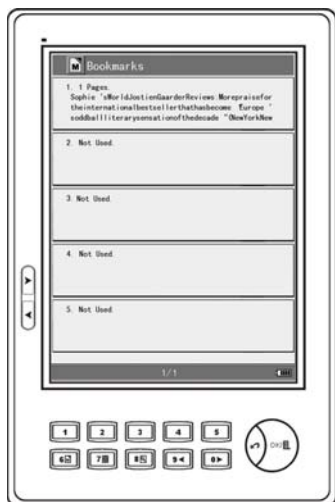 Bookmarks
1. 1 Pages.
Sophie 'sWorldJostienGaarderReviews:Morepraisefor
theinternationalbestsellerthathasbecome "Europe '
soddballliterarysensationofthedecade "(NewYorkNew
2. Not Used.
3. Not Used.
4. Not Used.
5. Not Used.
1/1
1 2 3 4 5
6 7 8 9 0
OK/